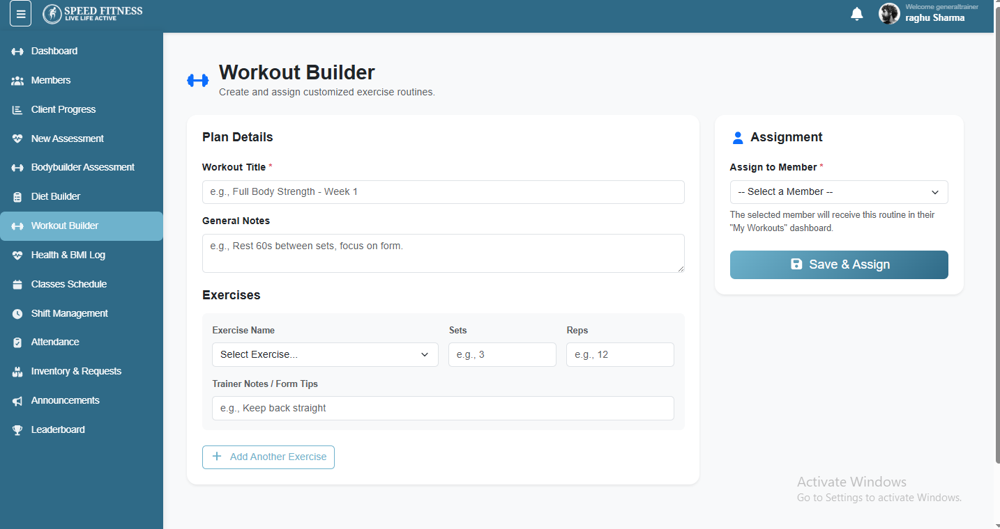 SPEED FITNESS
LIVE LIFE ACTIVE
Welcome generaltrainer
raghu Sharma
Dashboard
Members
Client Progress
New Assessment
Bodybuilder Assessment
Diet Builder
Workout Builder
Health & BMI Log
Classes Schedule
Shift Management
Attendance
Inventory & Requests
Announcements
Leaderboard
Workout Builder
Create and assign customized exercise routines.
Plan Details
Workout Title *
e.g., Full Body Strength - Week 1
General Notes
e.g., Rest 60s between sets, focus on form.
Exercises
Exercise Name Sets Reps
Select Exercise... e.g., 3 e.g., 12
Trainer Notes / Form Tips
e.g., Keep back straight
Add Another Exercise
Assignment
Assign to Member *
-- Select a Member --
The selected member will receive this routine in their
"My Workouts" dashboard.
Save & Assign
Activate Windows
Go to Settings to activate Windows.